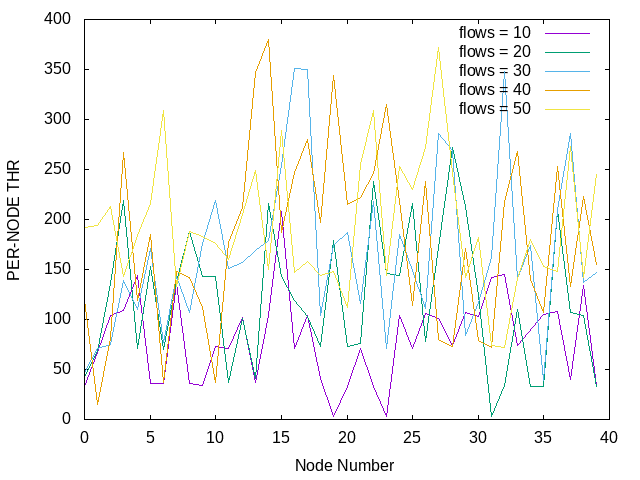 400
350
300
250
200
150
100
50
0
PER-NODE THR
flows = 10
flows = 20
flows = 30
flows = 40
flows = 50
0 5 10 15 20 25 30 35 40
Node Number